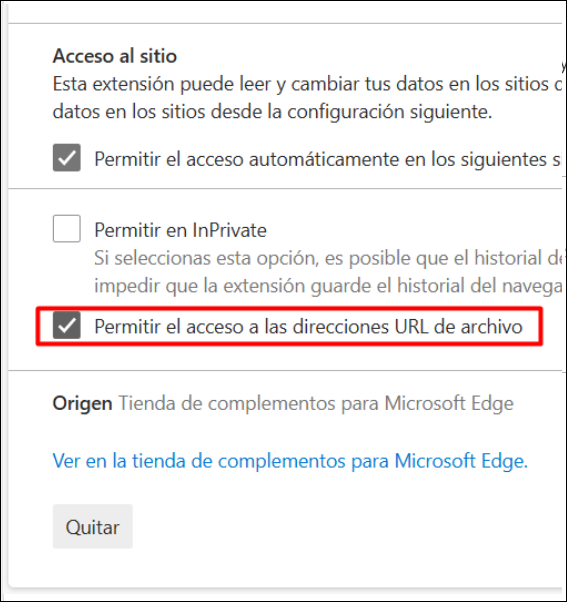 Acceso al sitio
Esta extensión puede leer y cambiar tus datos en los sitios
datos en los sitios desde la configuración siguiente.
Permitir el acceso automáticamente en los siguientes
Permitir en InPrivate
Si seleccionas esta opción, es posible que el historial
impedir que la extensión guarde el historial del
Permitir el acceso a las direcciones URL de archivo
Origen Tienda de complementos para Microsoft Edge
Ver en la tienda de complementos para Microsoft Edge.
Quitar